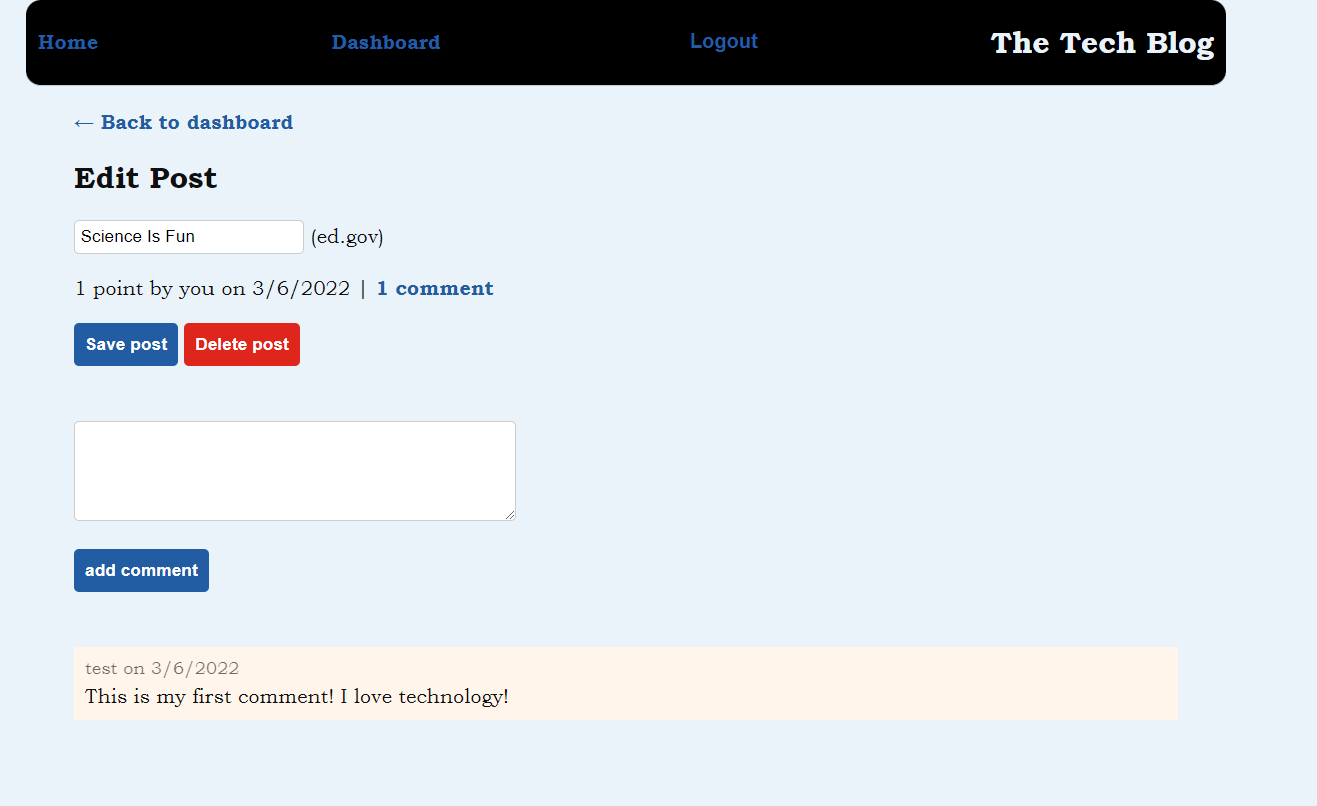 Home Dashboard Logout The Tech Blog
← Back to dashboard
Edit Post
Science Is Fun (ed.gov)
1 point by you on 3/6/2022 | 1 comment
Save post Delete post
add comment
test on 3/6/2022
This is my first comment! I love technology!